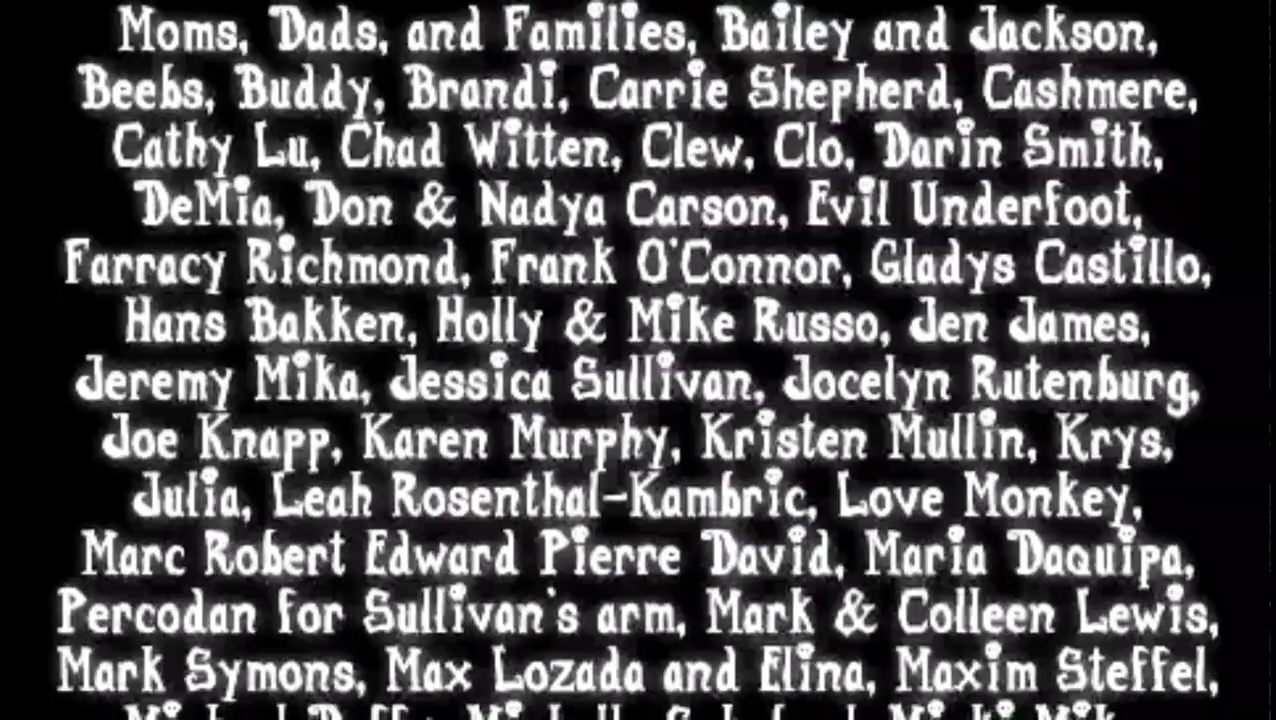 Moms, Dads, and Families, Bailey and Jackson,
Beebs, Buddy, Brandi, Carrie Shepherd, Cashmere,
Cathy Lu, Chad Witten, Clew, Clo, Darin Smith,
DeMia, Don & Nadya Carson, Evil Underfoot,
Farracy Richmond, Frank O'Connor, Gladys Castillo,
Hans Bakken, Holly & Mike Russo, Jen James,
Jeremy Mika, Jessica Sullivan, Jocelyn Rutenburg,
Joe Knapp, Karen Murphy, Kristen Mullin, Krys,
Julia, Leah Rosenthal-Kambric, Love Monkey,
Marc Robert Edward Pierre David, Maria Daquipa,
Percodan for Sullivan's arm, Mark & Colleen Lewis,
Mark Symons, Max Lozada and Elina, Maxim Steffel,